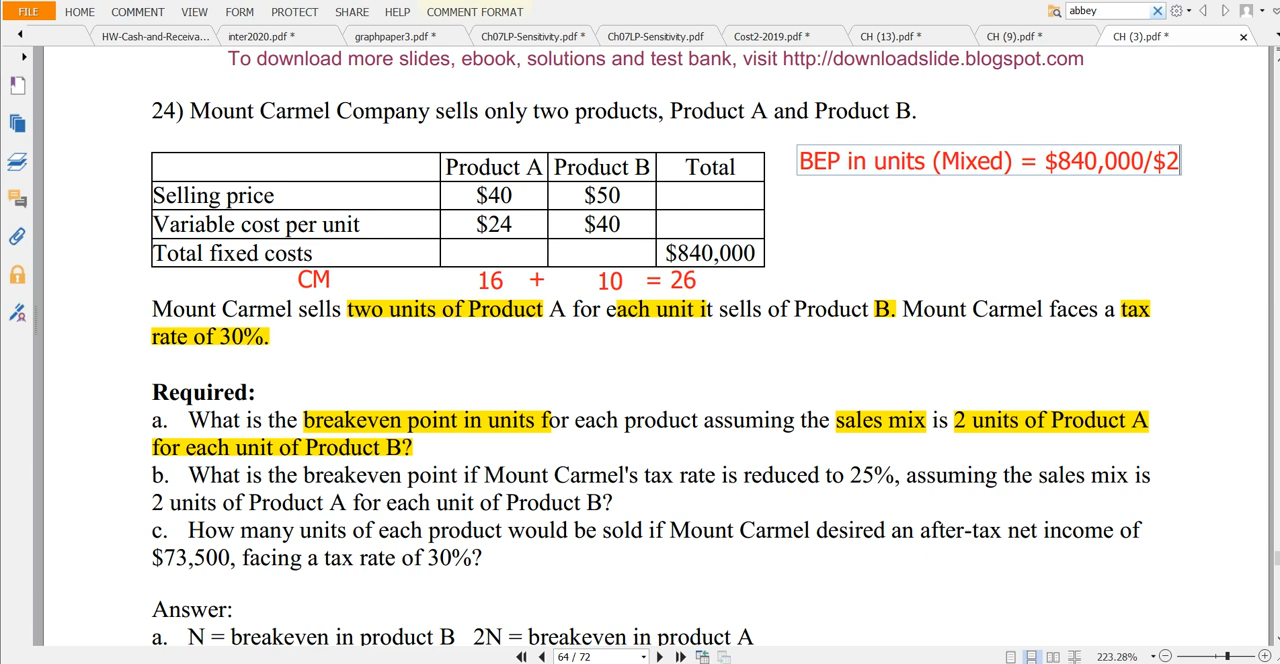 FILE HOME COMMENT VIEW FORM PROTECT SHARE HELP COMMENT FORMAT abbey
HW-Cash-and-Receiva... inter2020.pdf * graphpaper3.pdf * Ch07LP-Sensitivity.pdf * Ch07LP-Sensitivity.pdf Cost2-2019.pdf * CH (13).pdf * CH (9).pdf * CH (3).pdf *
To download more slides, ebook, solutions and test bank, visit http://downloadslide.blogspot.com
24) Mount Carmel Company sells only two products, Product A and Product B.
BEP in units (Mixed) = $840,000/$2
Product A Product B Total
Selling price $40 $50
Variable cost per unit $24 $40
Total fixed costs $840,000
CM 16 + 10 = 26
Mount Carmel sells two units of Product A for each unit it sells of Product B. Mount Carmel faces a tax
rate of 30%.
Required:
a. What is the breakeven point in units for each product assuming the sales mix is 2 units of Product A
for each unit of Product B?
b. What is the breakeven point if Mount Carmel's tax rate is reduced to 25%, assuming the sales mix is
2 units of Product A for each unit of Product B?
c. How many units of each product would be sold if Mount Carmel desired an after-tax net income of
$73,500, facing a tax rate of 30%?
Answer:
a. N = breakeven in product B 2N = breakeven in product A
64 / 72 223.28%